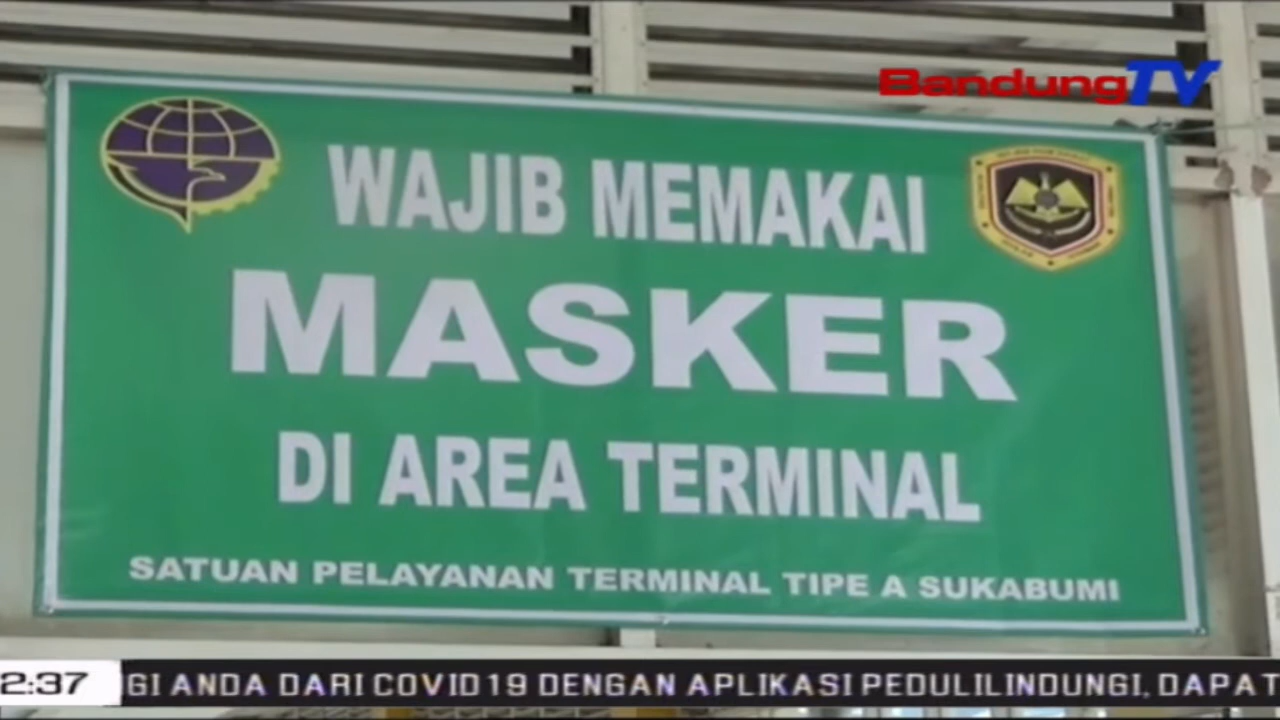 BandungTV
WAJIB MEMAKAI
MASKER
DI AREA TERMINAL
SATUAN PELAYANAN TERMINAL TIPE A SUKABUMI
2:37
GI ANDA DARI COVID19 DENGAN APLIKASI PEDULILINDUNGI, DAPAT